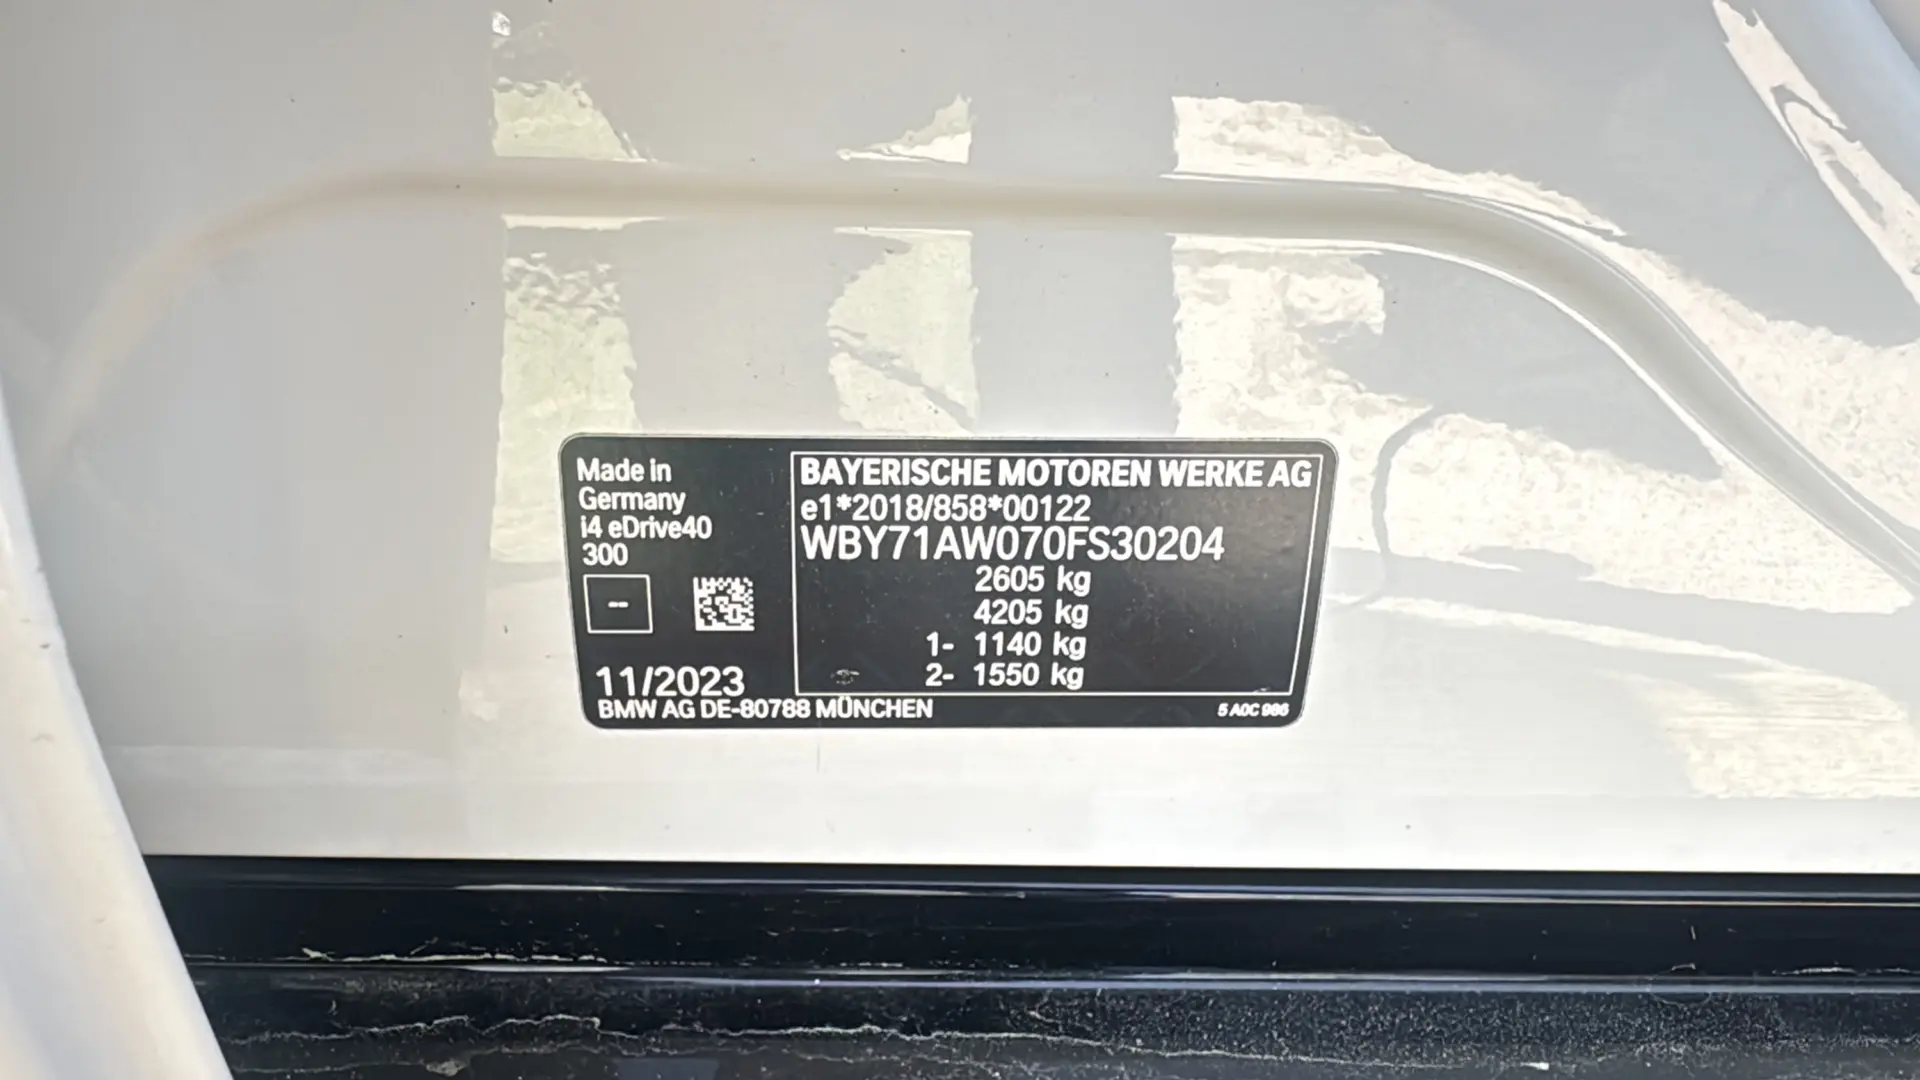 Made in
Germany
i4 eDrive40
300
--
11/2023
BMW AG DE-80788 MÜNCHEN
BAYERISCHE MOTOREN WERKE AG
e1*2018/858*00122
WBY71AW070FS30204
2605 kg
4205 kg
1- 1140 kg
2- 1550 kg
5 A0C 986